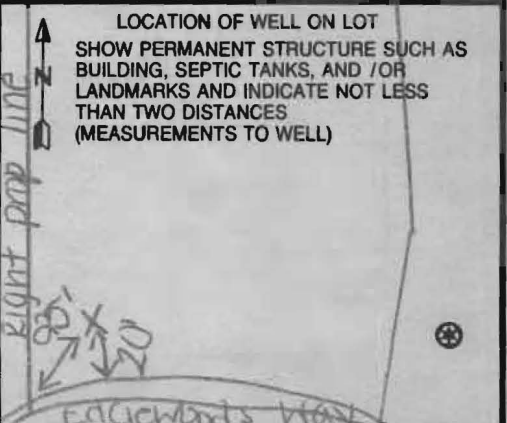 LOCATION OF WELL ON LOT
SHOW PERMANENT STRUCTURE SUCH AS
BUILDING, SEPTIC TANKS, AND / OR
LANDMARKS AND INDICATE NOT LESS
THAN TWO DISTANCES
(MEASUREMENTS TO WELL)
N
Right prop line
X
20'
Way